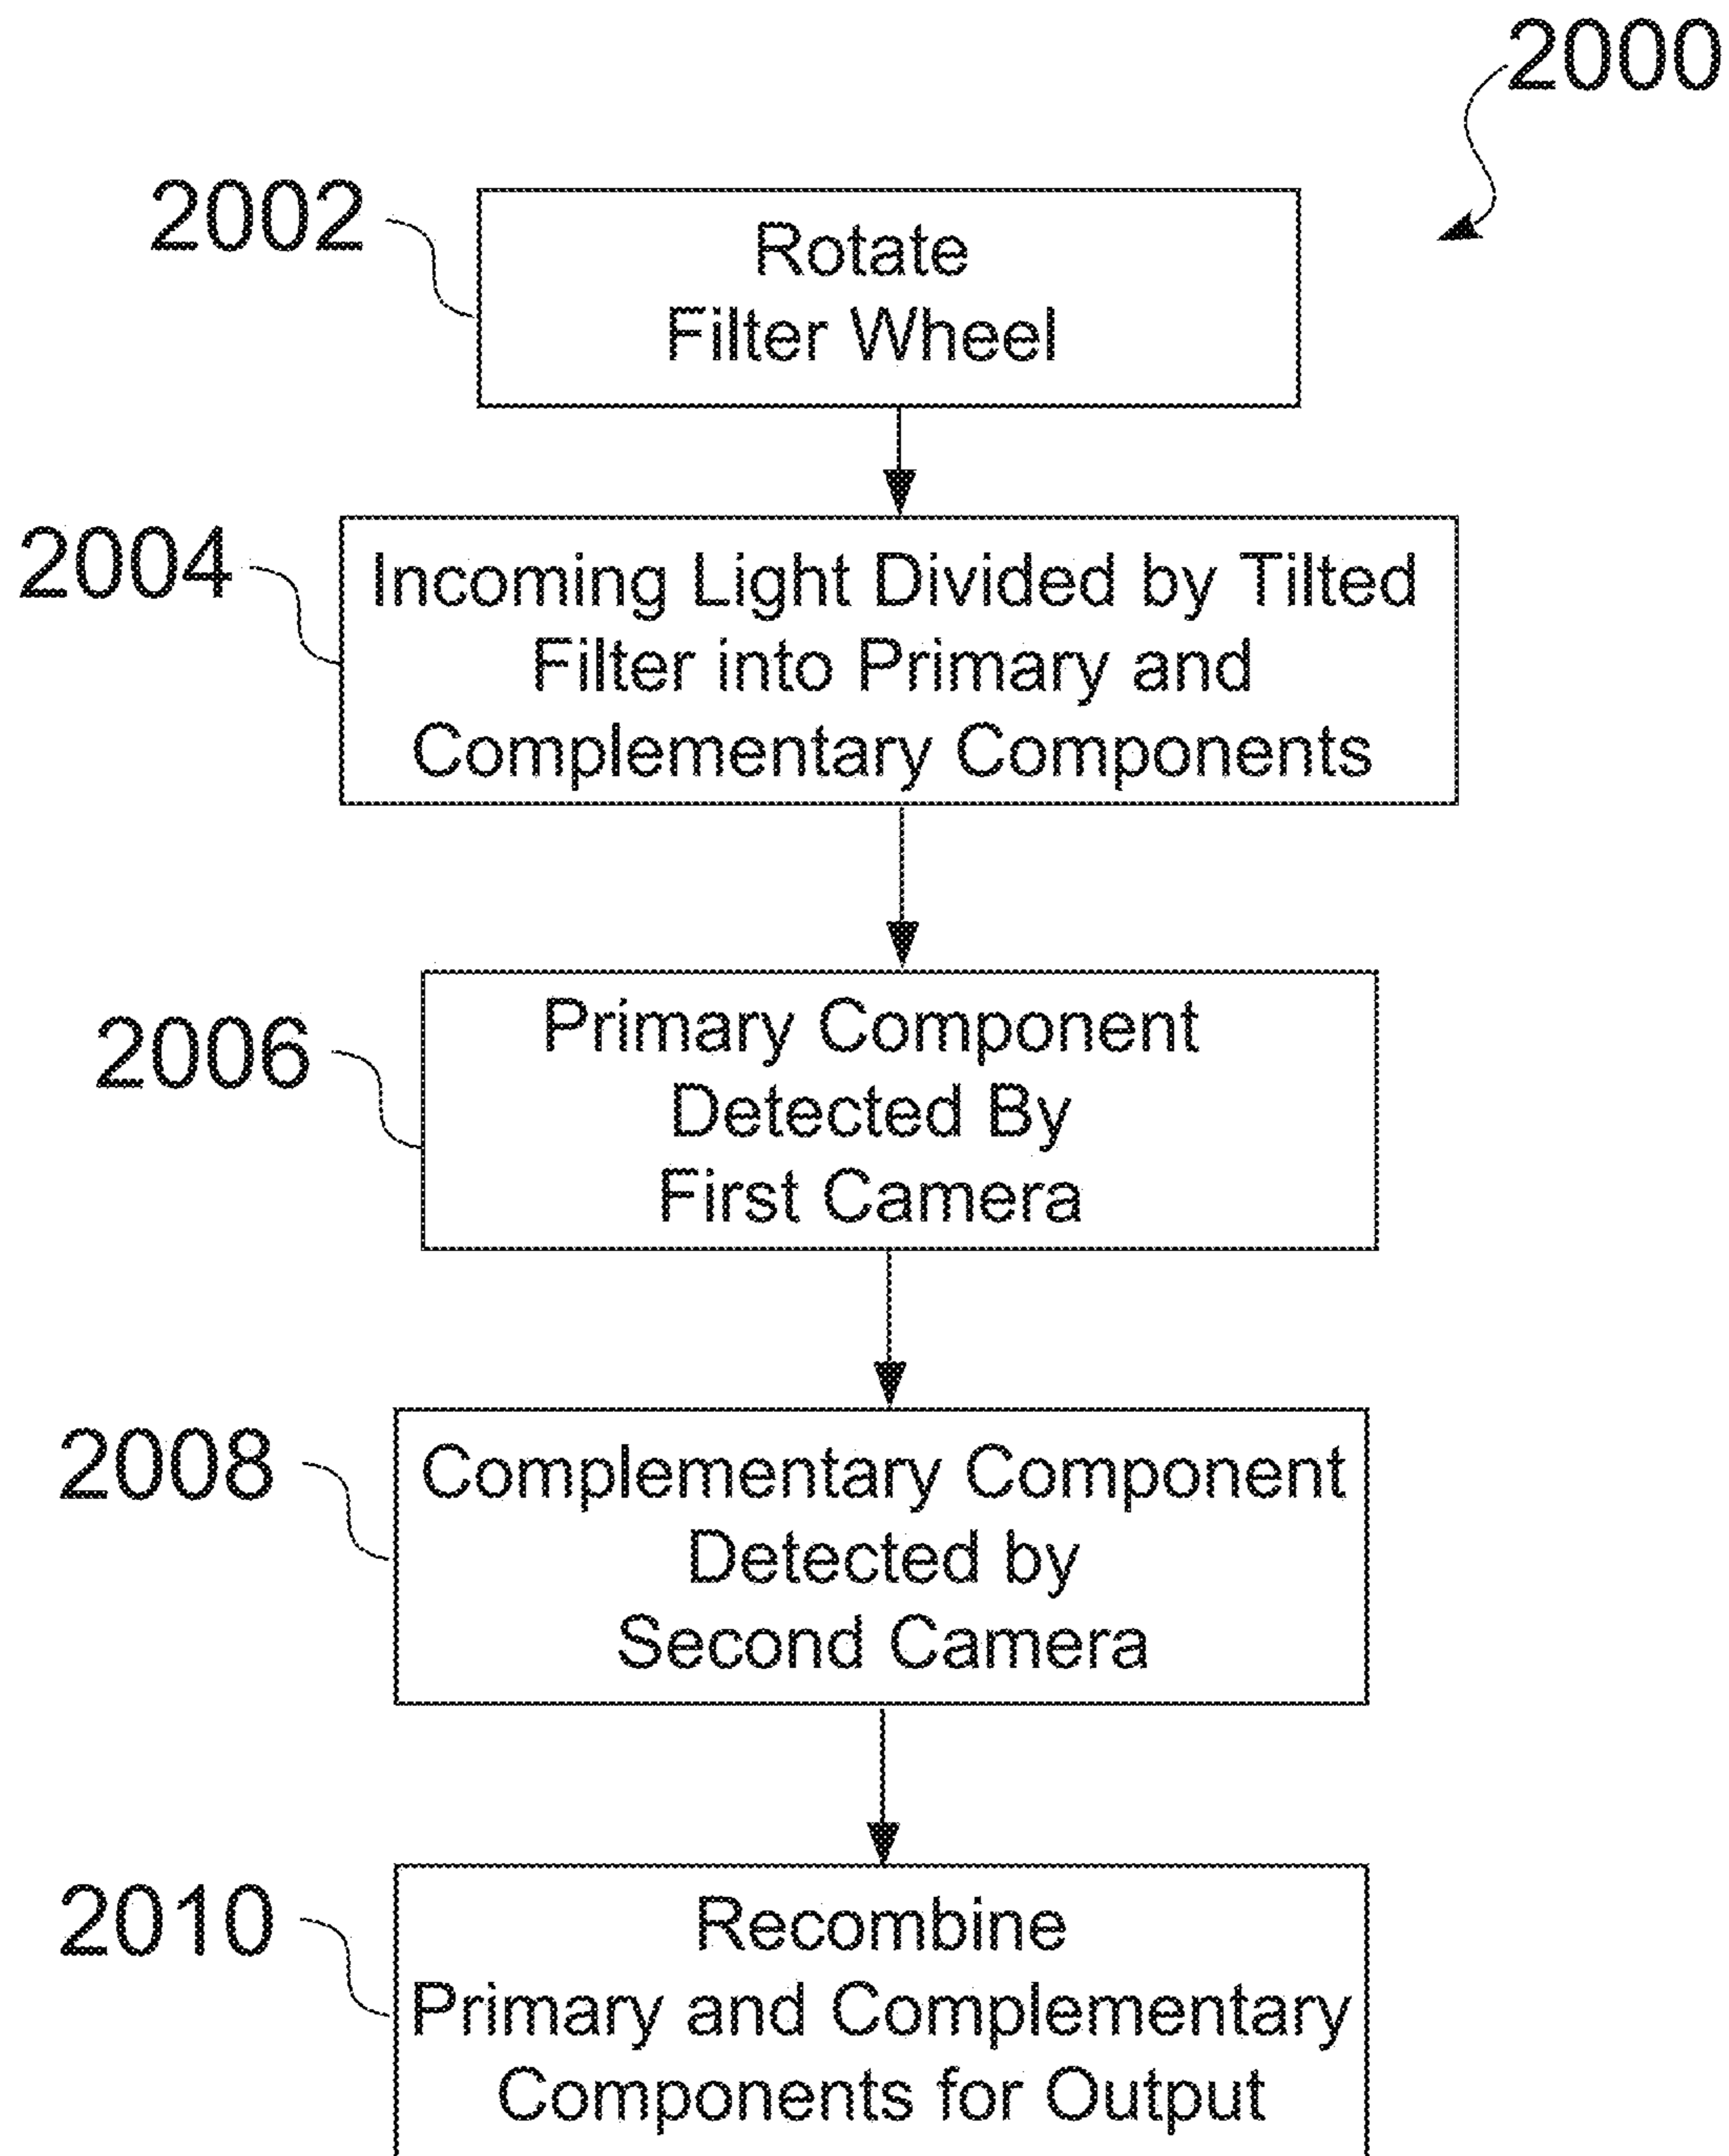 2000
2002
Rotate
Filter Wheel
2004
Incoming Light Divided by Tilted
Filter into Primary and
Complementary Components
2006
Primary Component
Detected By
First Camera
2008
Complementary Component
Detected by
Second Camera
2010
Recombine
Primary and Complementary
Components for Output